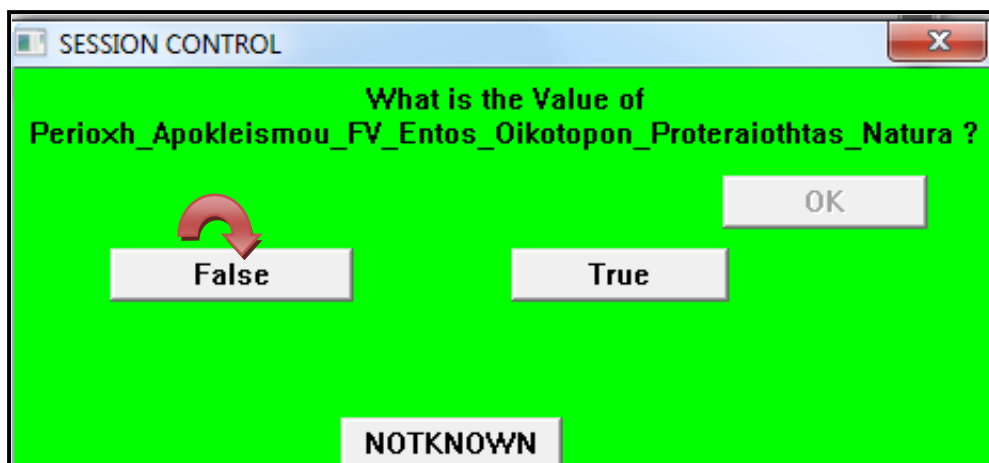 SESSION CONTROL
What is the Value of
Perioxh_Apokleismou_FV_Entos_Oikotopon_Proteraiothtas_Natura ?
OK
False
True
NOTKNOWN